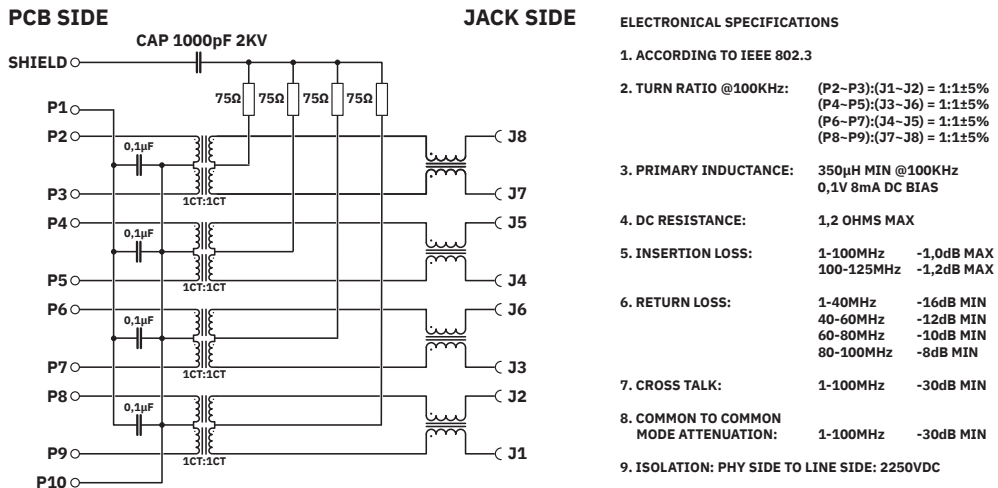 PCB SIDE
JACK SIDE
CAP 1000pF 2KV
SHIELD
75Ω 75Ω 75Ω 75Ω
P1
P2
J8
0,1µF
P3
J7
1CT:1CT
P4
J5
0,1µF
P5
J4
1CT:1CT
P6
J6
0,1µF
P7
J3
1CT:1CT
P8
J2
0,1µF
P9
J1
1CT:1CT
P10
ELECTRONICAL SPECIFICATIONS
1. ACCORDING TO IEEE 802.3
2. TURN RATIO @100KHz: (P2~P3):(J1~J2) = 1:1±5%
(P4~P5):(J3~J6) = 1:1±5%
(P6~P7):(J4~J5) = 1:1±5%
(P8~P9):(J7~J8) = 1:1±5%
3. PRIMARY INDUCTANCE: 350µH MIN @100KHz
0,1V 8mA DC BIAS
4. DC RESISTANCE: 1,2 OHMS MAX
5. INSERTION LOSS: 1-100MHz -1,0dB MAX
100-125MHz -1,2dB MAX
6. RETURN LOSS: 1-40MHz -16dB MIN
40-60MHz -12dB MIN
60-80MHz -10dB MIN
80-100MHz -8dB MIN
7. CROSS TALK: 1-100MHz -30dB MIN
8. COMMON TO COMMON
MODE ATTENUATION: 1-100MHz -30dB MIN
9. ISOLATION: PHY SIDE TO LINE SIDE: 2250VDC